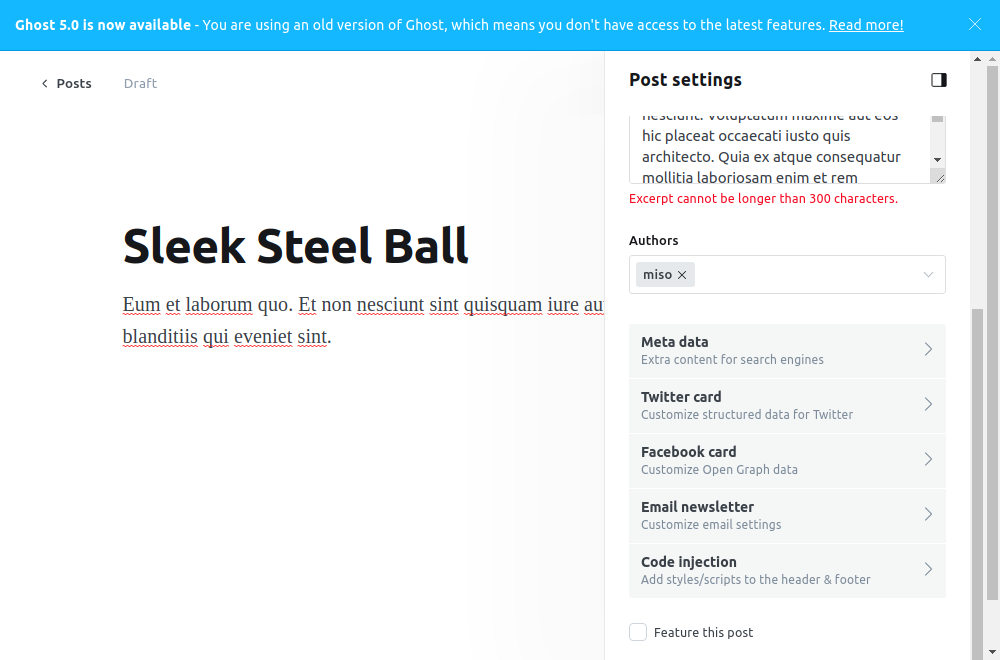 Ghost 5.0 is now available - You are using an old version of Ghost, which means you don't have access to the latest features. Read more!
Posts
Draft
Sleek Steel Ball
Eum et laborum quo. Et non nesciunt sint quisquam iure
blanditiis qui eveniet sint.
Post settings
nesciunt. Voluptatum maxime aut eos
hic placeat occaecati iusto quis
architecto. Quia ex atque consequatur
mollitia laboriosam enim et rem
Excerpt cannot be longer than 300 characters.
Authors
miso
Meta data
Extra content for search engines
Twitter card
Customize structured data for Twitter
Facebook card
Customize Open Graph data
Email newsletter
Customize email settings
Code injection
Add styles/scripts to the header & footer
Feature this post